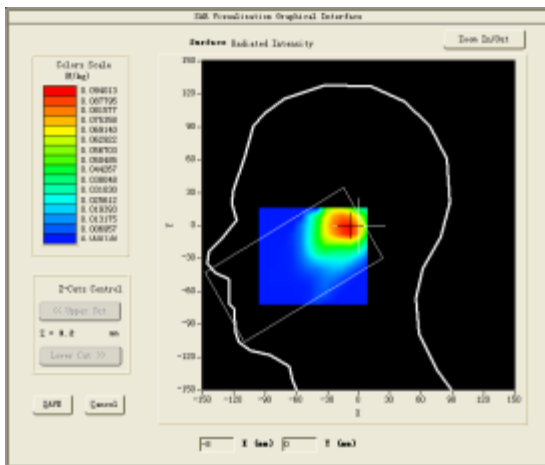 SAR Visualisation Graphical Interface
Surface Radiated Intensity
Zoom In/Out
Colors Scale
(W/kg)
0.094013
0.087795
0.081577
0.075358
0.069140
0.062922
0.056703
0.050485
0.044267
0.038048
0.031830
0.025612
0.019393
0.013175
0.006957
150
120
90
60
30
0
-30
-60
-90
-120
-150
Y
-150 -120 -90 -60 -30 0 30 60 90 120 150
X
Z-Cuts Control
<< Upper Cut
mm
Lower Cut >>
SAVE Cancel
-8 X (mm) 0 Y (mm)